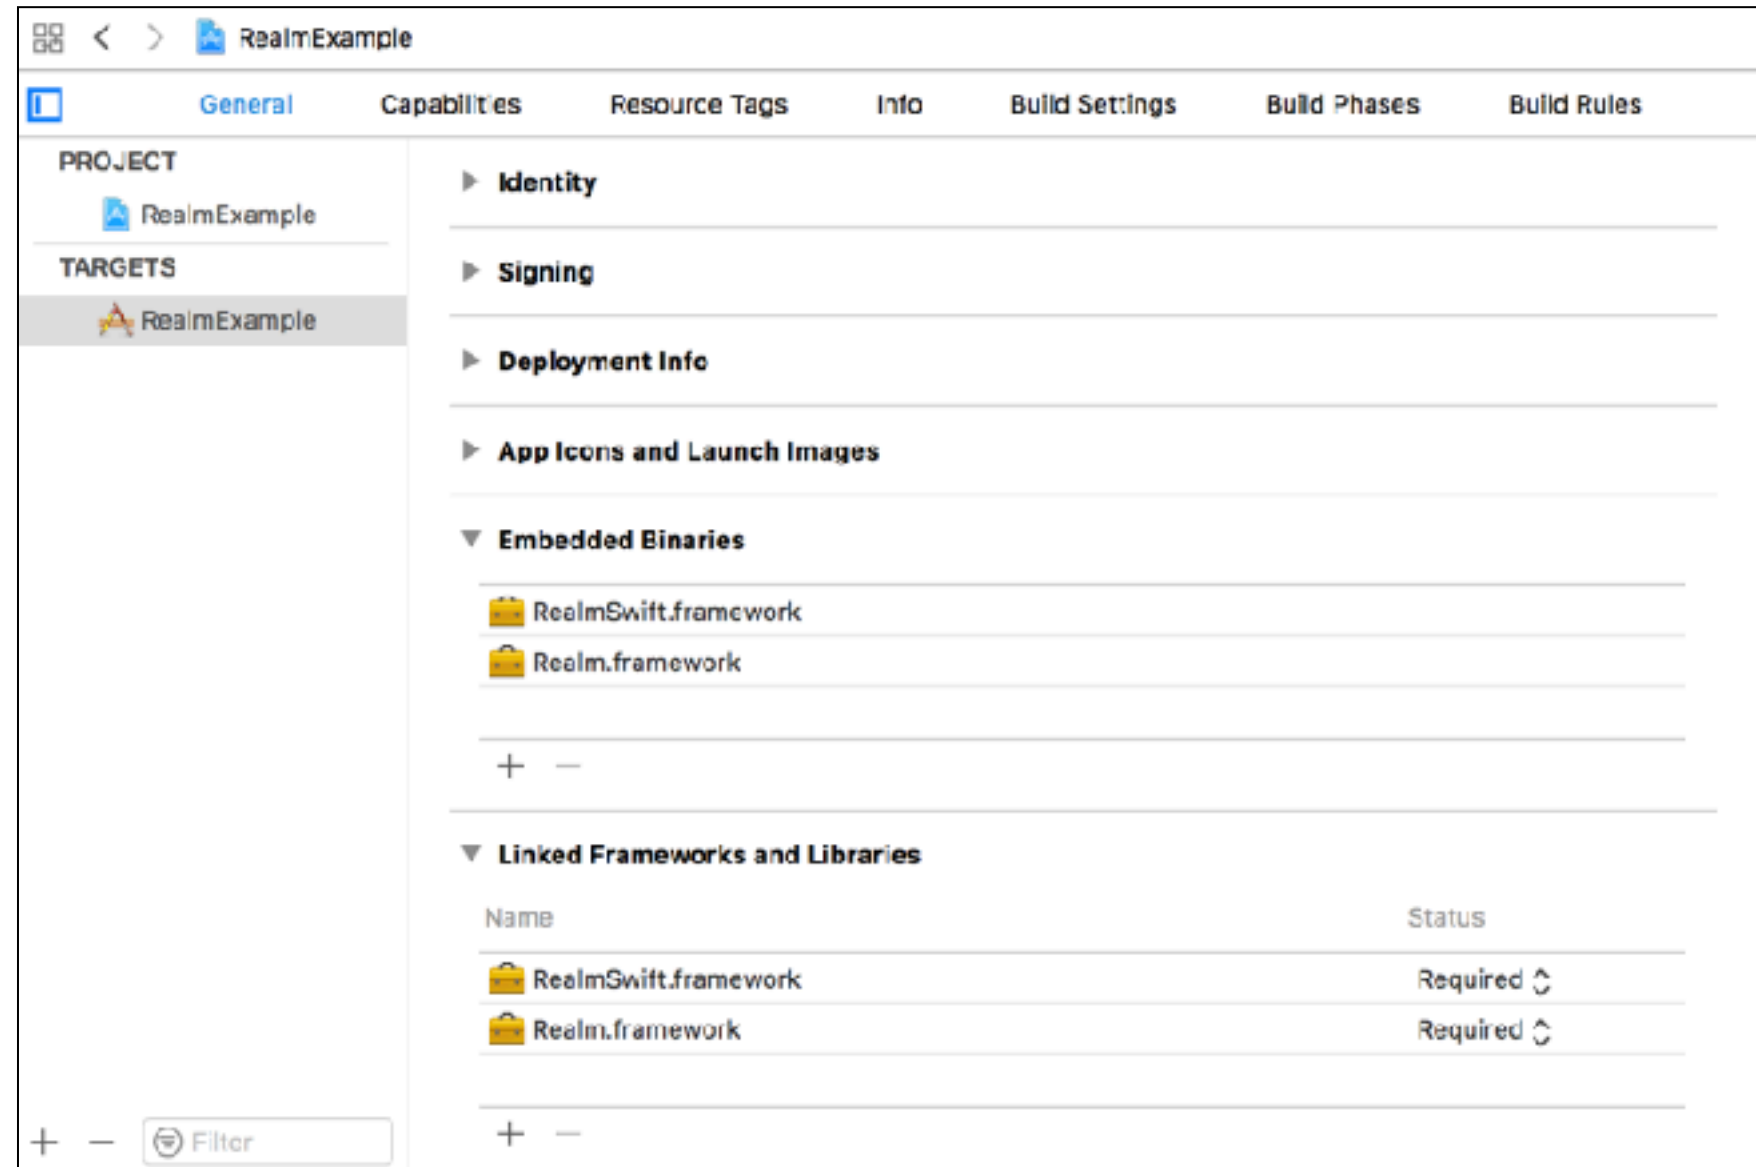 RealmExample
General Capabilities Resource Tags Info Build Settings Build Phases Build Rules
PROJECT
RealmExample
TARGETS
RealmExample
Identity
Signing
Deployment Info
App Icons and Launch Images
Embedded Binaries
RealmSwift.framework
Realm.framework
Linked Frameworks and Libraries
Name Status
RealmSwift.framework Required
Realm.framework Required
Filter